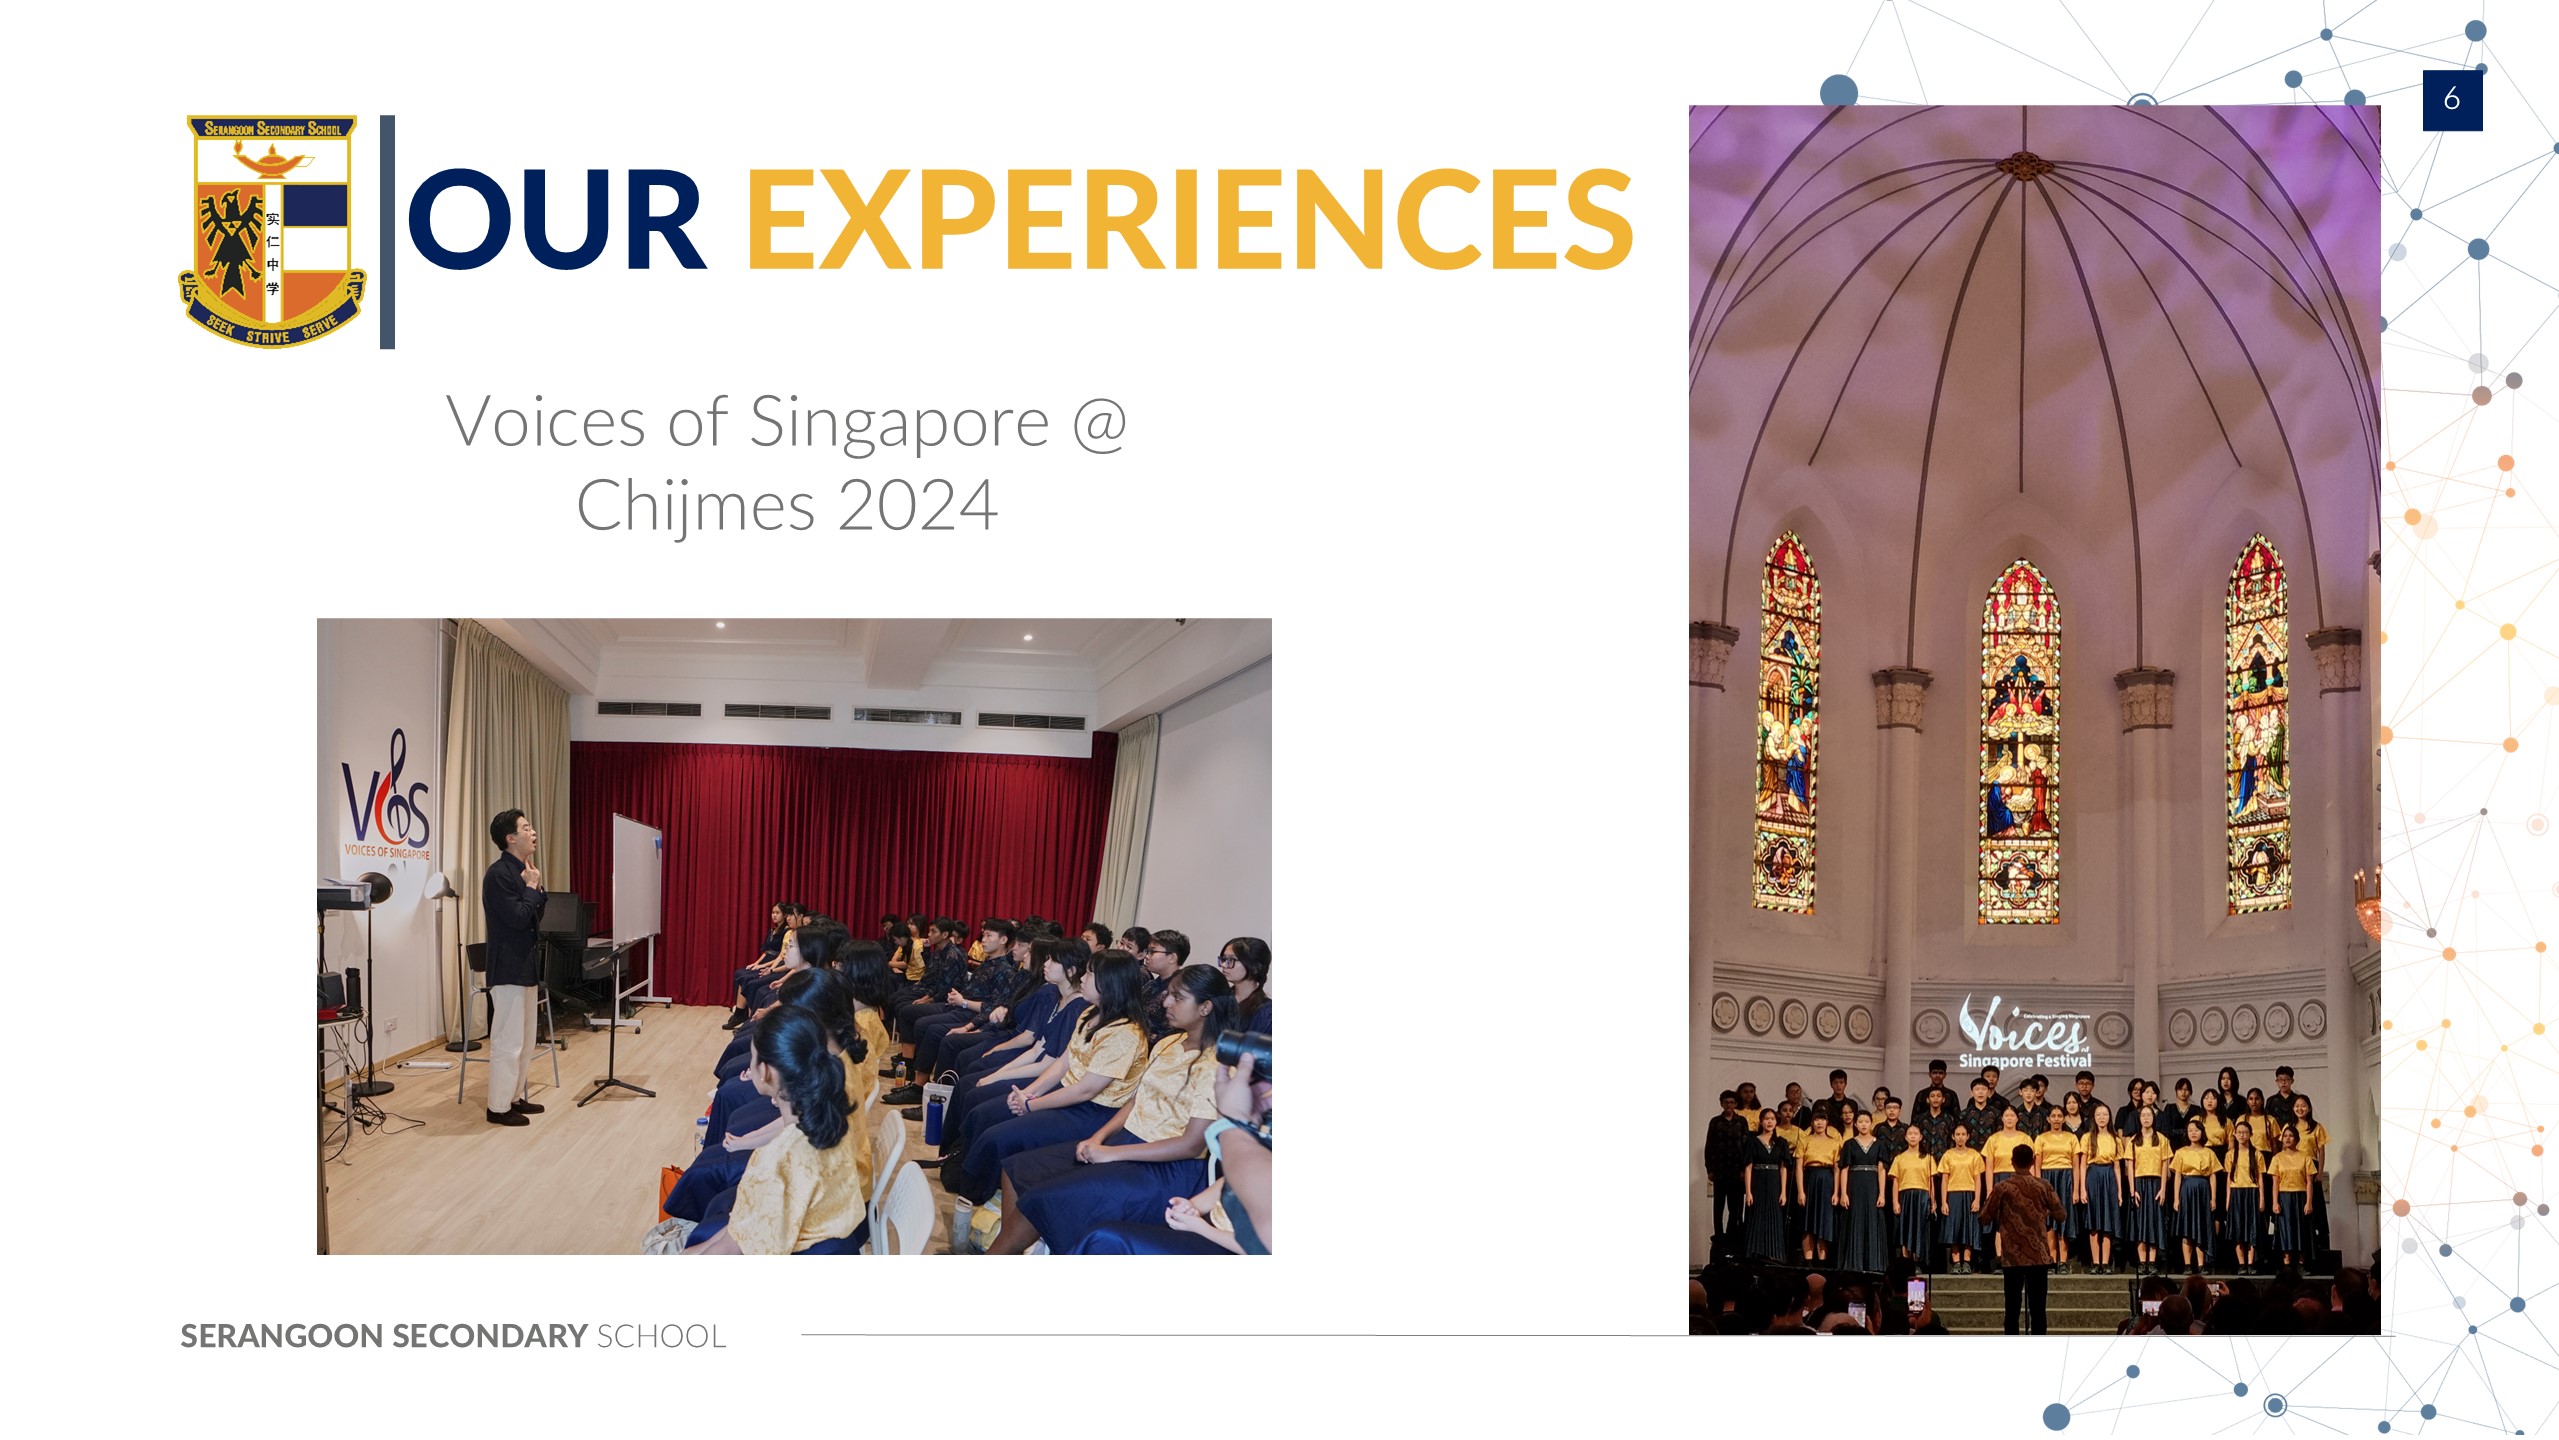 6
SERANGOON SECONDARY SCHOOL
实
仁
中
学
SEEK STRIVE SERVE
OUR EXPERIENCES
Voices of Singapore @
Chijmes 2024
VOS
VOICES OF SINGAPORE
Celebrating a Singing Singapore
Voices of
Singapore Festival
SERANGOON SECONDARY SCHOOL